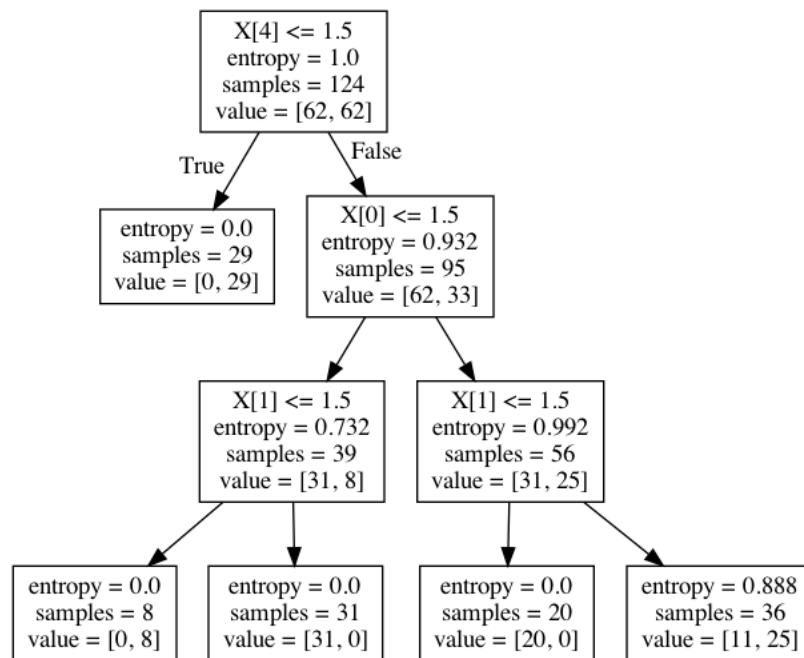 X[4] <= 1.5
entropy = 1.0
samples = 124
value = [62, 62]
True
False
entropy = 0.0
samples = 29
value = [0, 29]
X[0] <= 1.5
entropy = 0.932
samples = 95
value = [62, 33]
X[1] <= 1.5
entropy = 0.732
samples = 39
value = [31, 8]
X[1] <= 1.5
entropy = 0.992
samples = 56
value = [31, 25]
entropy = 0.0
samples = 8
value = [0, 8]
entropy = 0.0
samples = 31
value = [31, 0]
entropy = 0.0
samples = 20
value = [20, 0]
entropy = 0.888
samples = 36
value = [11, 25]